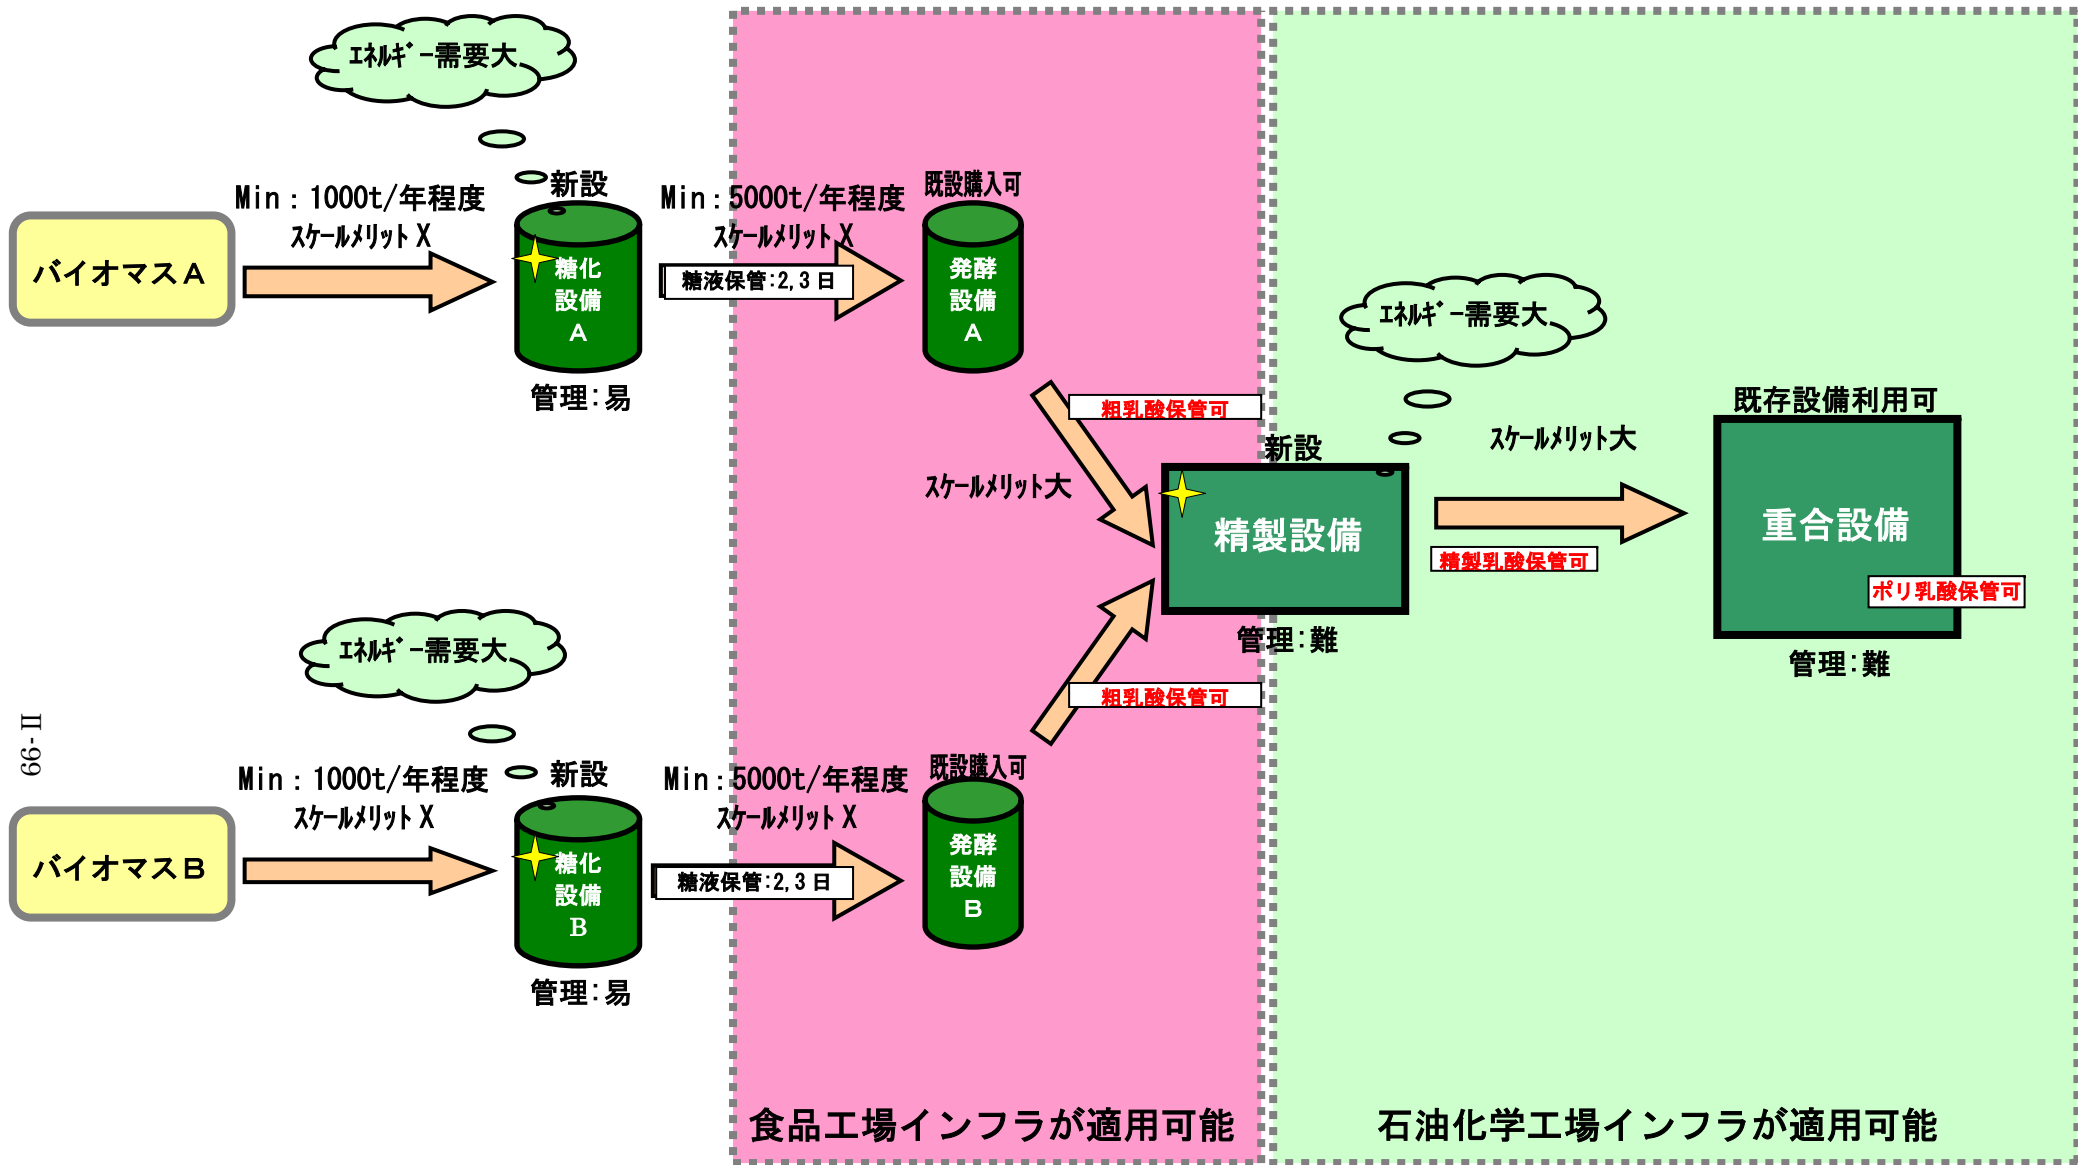 ｴﾈﾙｷﾞｰ需要大
Min：1000t/年程度
ｽｹｰﾙﾒﾘｯﾄ X
バイオマスＡ
新設
糖化
設備
Ａ
管理：易
Min：5000t/年程度
ｽｹｰﾙﾒﾘｯﾄ X
糖液保管：2,3 日
既設購入可
発酵
設備
Ａ
粗乳酸保管可
ｽｹｰﾙﾒﾘｯﾄ大
ｴﾈﾙｷﾞｰ需要大
新設
精製設備
管理：難
ｽｹｰﾙﾒﾘｯﾄ大
精製乳酸保管可
既存設備利用可
重合設備
ポリ乳酸保管可
管理：難
ｴﾈﾙｷﾞｰ需要大
Min：1000t/年程度
ｽｹｰﾙﾒﾘｯﾄ X
バイオマスＢ
新設
糖化
設備
B
管理：易
Min：5000t/年程度
ｽｹｰﾙﾒﾘｯﾄ X
糖液保管：2,3 日
粗乳酸保管可
既設購入可
発酵
設備
Ｂ
食品工場インフラが適用可能
石油化学工場インフラが適用可能
II-99